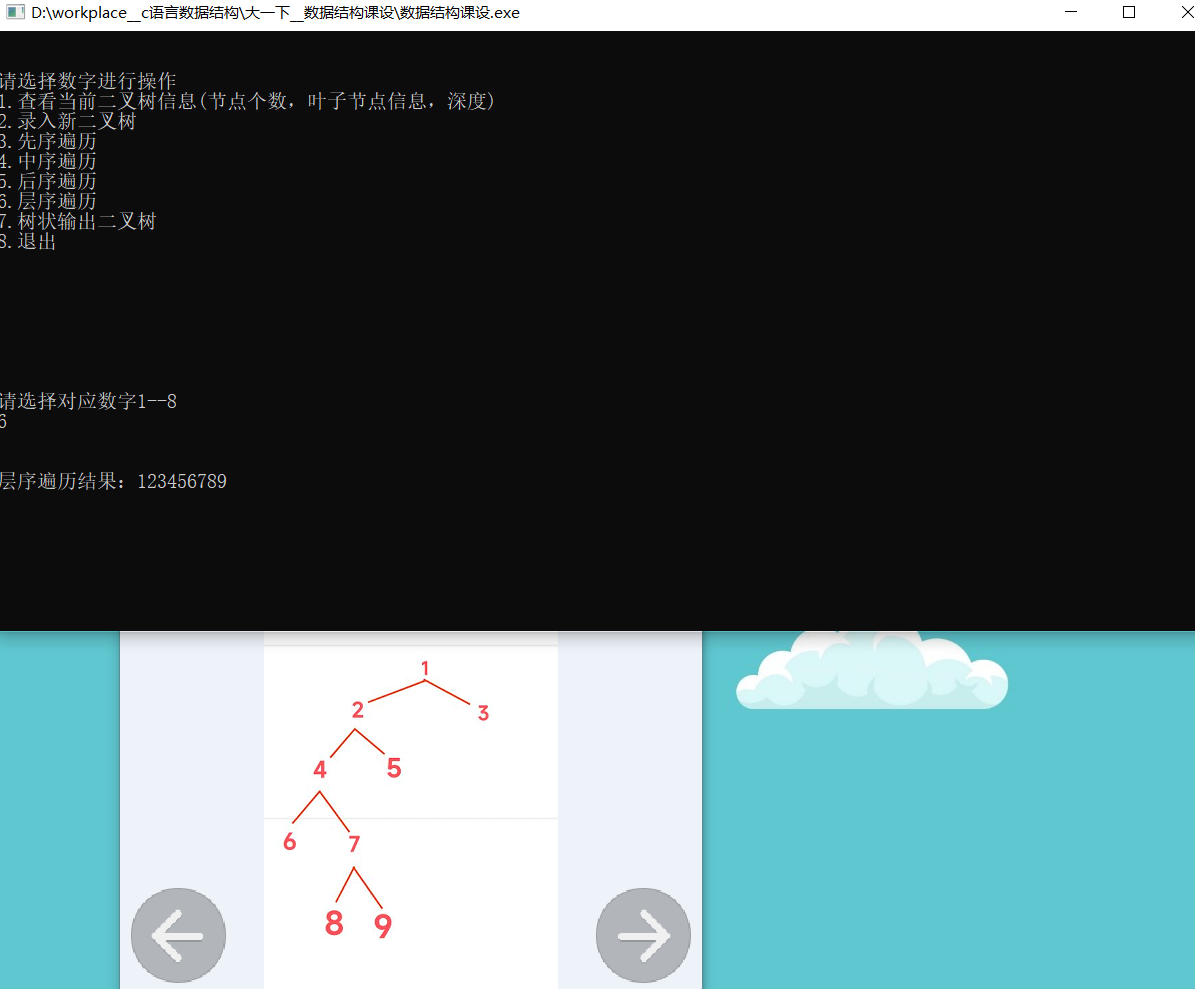 D:\workplace__c语言数据结构\大一下__数据结构课设\数据结构课设.exe
请选择数字进行操作
1.查看当前二叉树信息(节点个数，叶子节点信息，深度)
2.录入新二叉树
3.先序遍历
4.中序遍历
5.后序遍历
6.层序遍历
7.树状输出二叉树
8.退出
请选择对应数字1--8
6
层序遍历结果：123456789
1
2 3
4 5
6 7
8 9